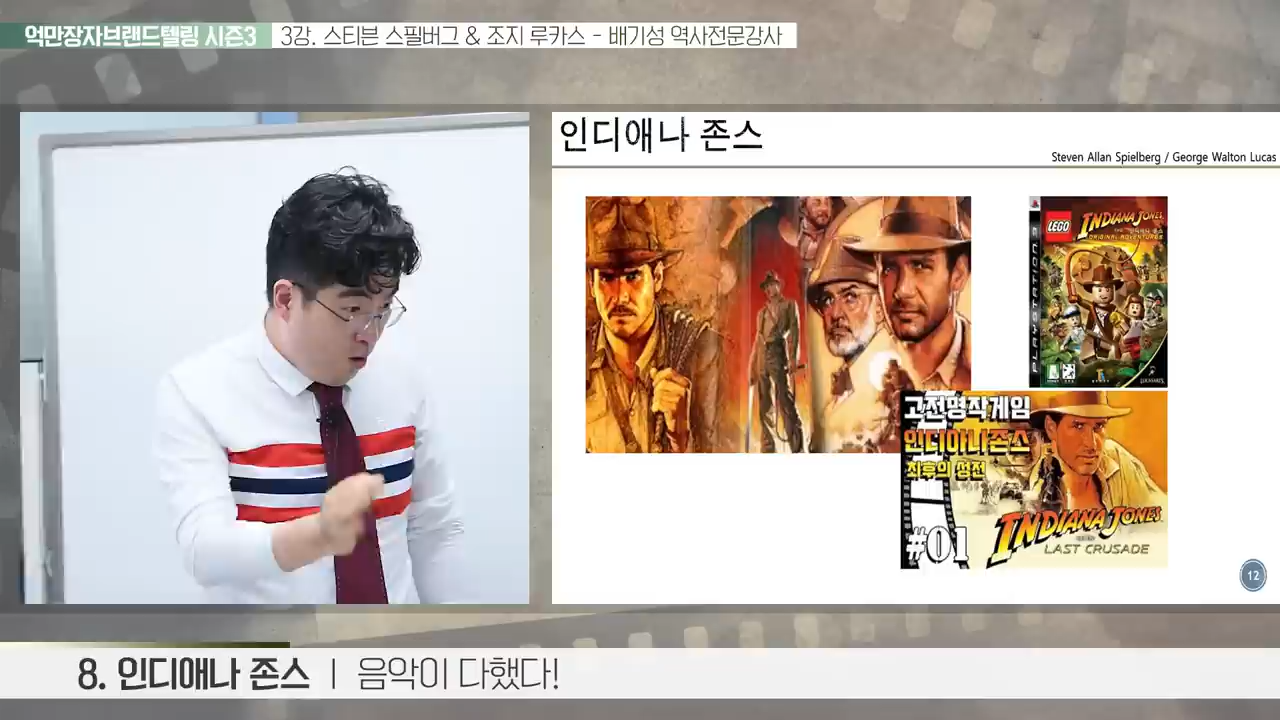 억만장자브랜드텔링 시즌3
3강. 스티븐 스필버그 & 조지 루카스 - 배기성 역사전문강사
인디애나 존스
Steven Allan Spielberg / George Walton Lucas
PLAYSTATION 3
LEGO
INDIANA JONES
ORIGINAL ADVENTURES
LUCASARTS
고전명작게임
인디아나존스
최후의 성전
#01
INDIANA JONES
LAST CRUSADE
12
8. 인디애나 존스 | 음악이 다했다!